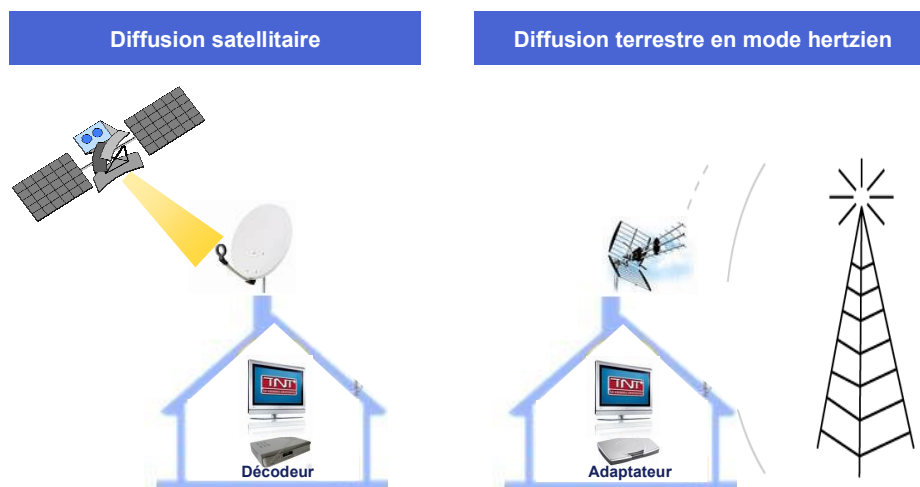 Diffusion satellitaire
Diffusion terrestre en mode hertzien
TNT
Décodeur
TNT
Adaptateur